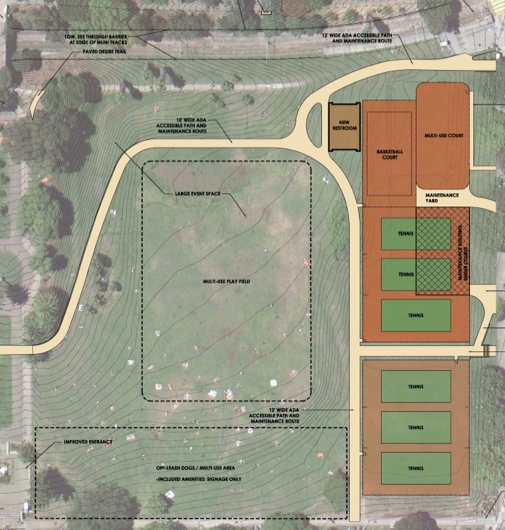 LOW, SEE THROUGH BARRIER
AT EDGE OF MUNI TRACKS
PAVED DESIRE TRAIL
12' WIDE ADA ACCESSIBLE PATH
AND MAINTENANCE ROUTE
10' WIDE ADA
ACCESSIBLE PATH AND
MAINTENANCE ROUTE
NEW
RESTROOM
BASKETBALL
COURT
MULTI-USE COURT
MAINTENANCE
YARD
LARGE EVENT SPACE
TENNIS
TENNIS
TENNIS
MAINTENANCE BUILDING
UNDER COURTS
MULTI-USE PLAY FIELD
TENNIS
TENNIS
TENNIS
12' WIDE ADA
ACCESSIBLE PATH AND
MAINTENANCE ROUTE
IMPROVED ENTRANCE
OFF-LEASH DOGS / MULTI-USE AREA
-INCLUDED AMENITIES: SIGNAGE ONLY